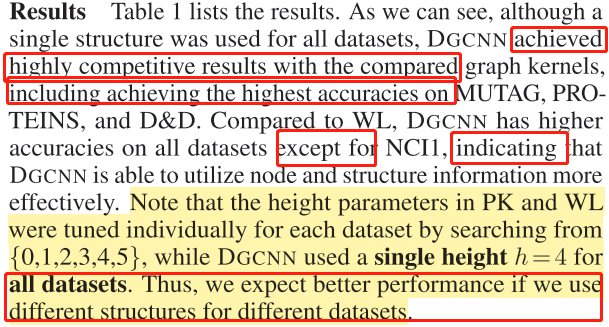 Results Table 1 lists the results. As we can see, although a
single structure was used for all datasets, DGCNN achieved
highly competitive results with the compared graph kernels,
including achieving the highest accuracies on MUTAG, PRO-
TEINS, and D&D. Compared to WL, DGCNN has higher
accuracies on all datasets except for NCI1, indicating that
DGCNN is able to utilize node and structure information more
effectively. Note that the height parameters in PK and WL
were tuned individually for each dataset by searching from
{0,1,2,3,4,5}, while DGCNN used a single height h = 4 for
all datasets. Thus, we expect better performance if we use
different structures for different datasets.